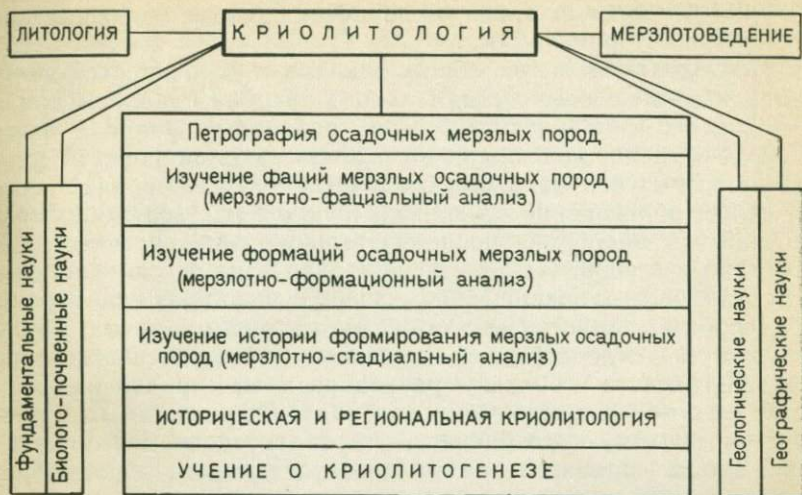 ЛИТОЛОГИЯ
КРИОЛИТОЛОГИЯ
МЕРЗЛОТОВЕДЕНИЕ
Петрография осадочных мерзлых пород
Изучение фаций мерзлых осадочных пород
(мерзлотно-фациальный анализ)
Изучение формаций осадочных мерзлых пород
(мерзлотно-формационный анализ)
Изучение истории формирования мерзлых осадочных
пород (мерзлотно-стадиальный анализ)
ИСТОРИЧЕСКАЯ И РЕГИОНАЛЬНАЯ КРИОЛИТОЛОГИЯ
УЧЕНИЕ О КРИОЛИТОГЕНЕЗЕ
Фундаментальные науки
Биолого-почвенные науки
Геологические науки
Географические науки